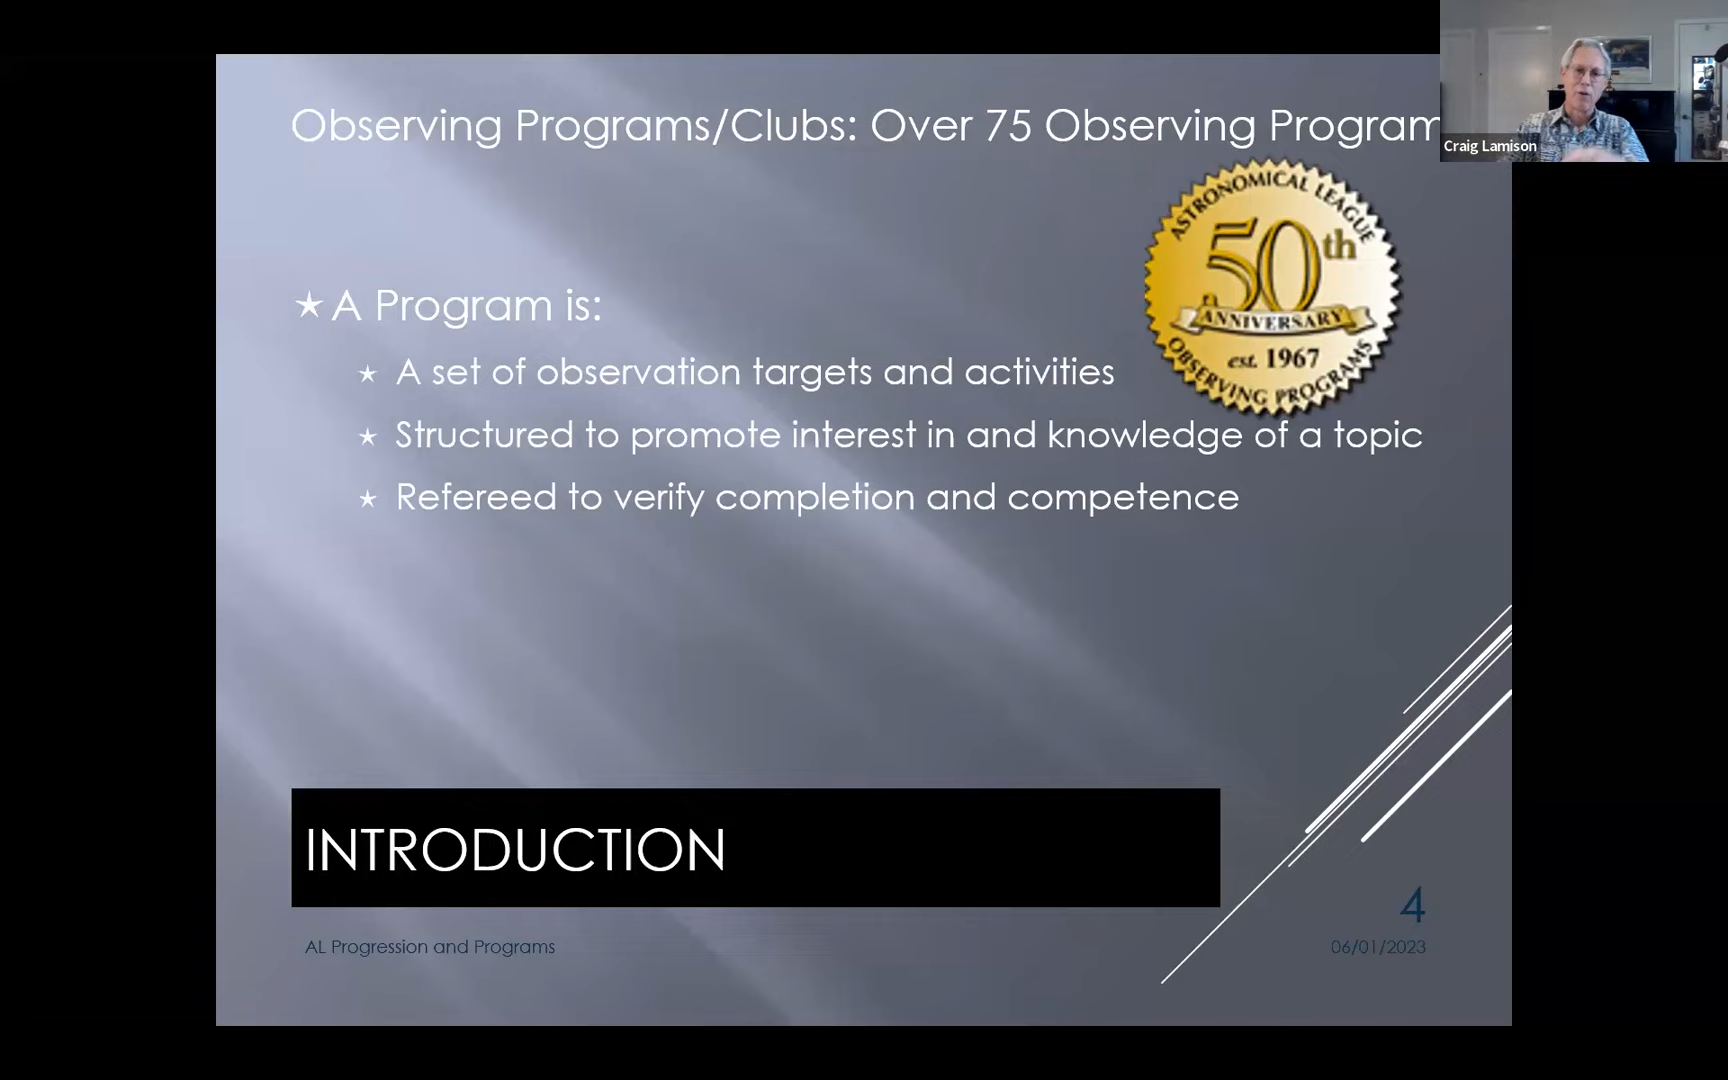 Observing Programs/Clubs: Over 75 Observing Program
Craig Lamison
ASTRONOMICAL LEAGUE
50th
ANNIVERSARY
est. 1967
OBSERVING PROGRAMS
★ A Program is:
★ A set of observation targets and activities
★ Structured to promote interest in and knowledge of a topic
★ Refereed to verify completion and competence
INTRODUCTION
4
AL Progression and Programs
06/01/2023